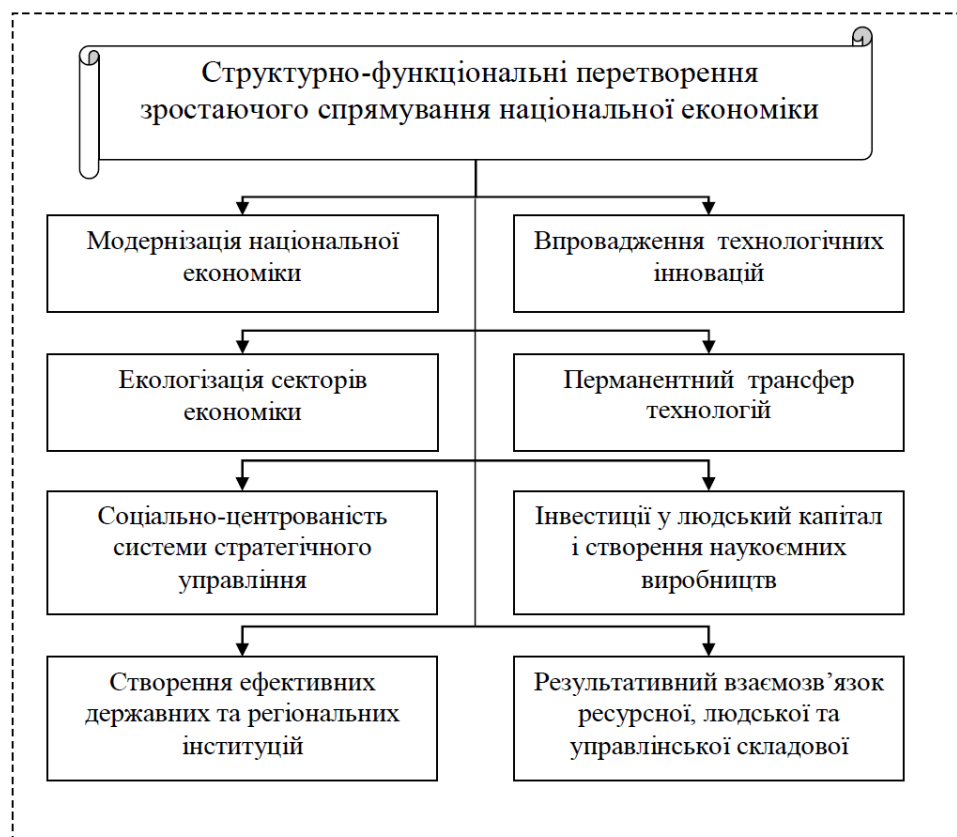 Структурно-функціональні перетворення
зростаючого спрямування національної економіки
Модернізація національної
економіки
Впровадження технологічних
інновацій
Екологізація секторів
економіки
Перманентний трансфер
технологій
Соціально-центрованість
системи стратегічного
управління
Інвестиції у людський капітал
і створення наукоємних
виробництв
Створення ефективних
державних та регіональних
інституцій
Результативний взаємозв’язок
ресурсної, людської та
управлінської складової